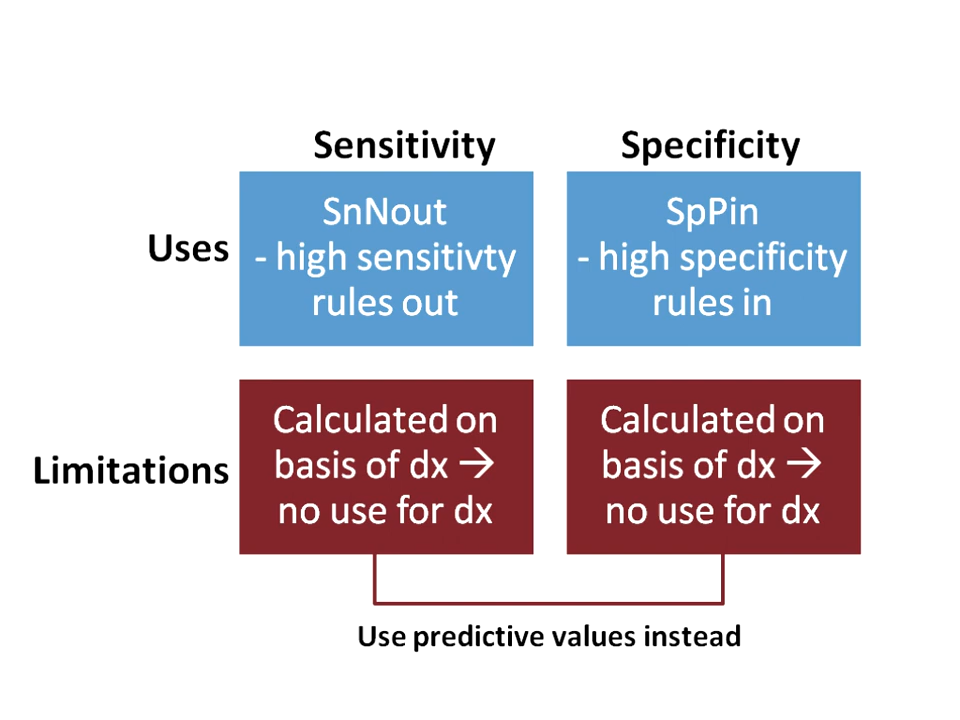 Sensitivity
Specificity
Uses
SnNout
- high sensitivty
rules out
SpPin
- high specificity
rules in
Limitations
Calculated on
basis of dx →
no use for dx
Calculated on
basis of dx →
no use for dx
Use predictive values instead